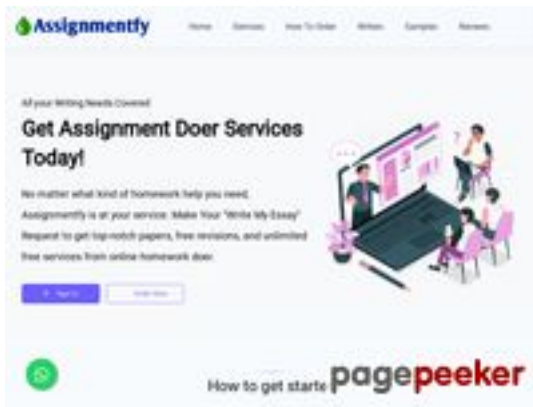 Assignmentfy
Home Services How To Order Writers Samples Reviews
All your Writing Needs Covered
Get Assignment Doer Services
Today!
No matter what kind of homework help you need,
Assignmentfy is at your service. Make Your "Write My Essay"
Request to get top-notch papers, free revisions, and unlimited
free services from online homework doer.
Order Now
How to get starte
pagepeeker